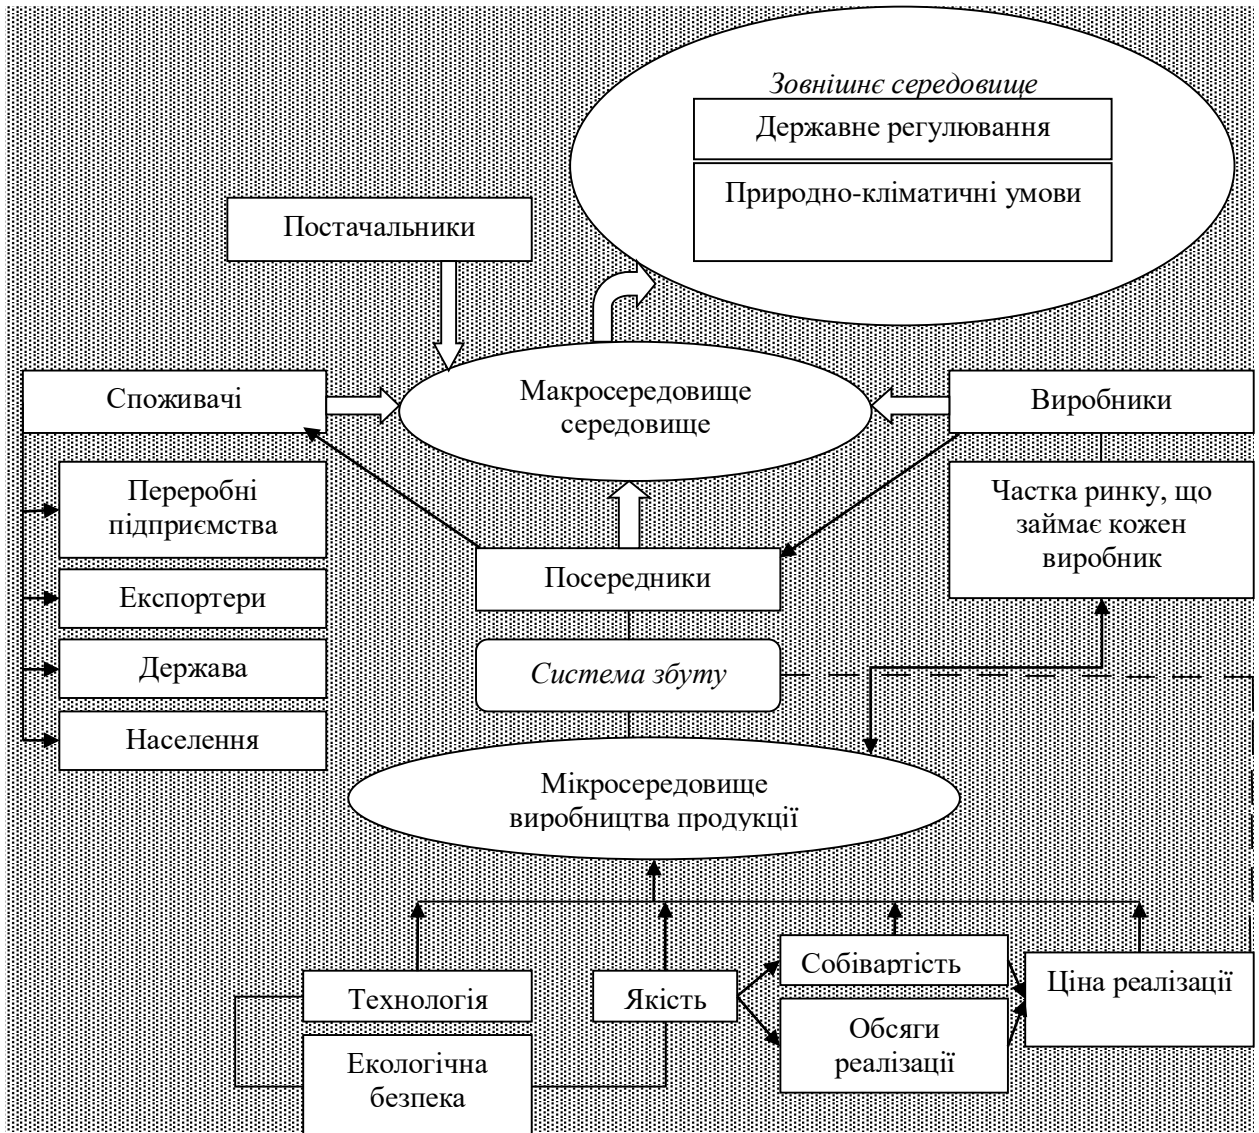 Зовнішнє середовище
Державне регулювання
Природно-кліматичні умови
Постачальники
Макросередовище
середовище
Споживачі
Виробники
Переробні
підприємства
Частка ринку, що
займає кожен
виробник
Посередники
Експортери
Система збуту
Держава
Населення
Мікросередовище
виробництва продукції
Технологія
Якість
Собівартість
Ціна реалізації
Обсяги
реалізації
Екологічна
безпека